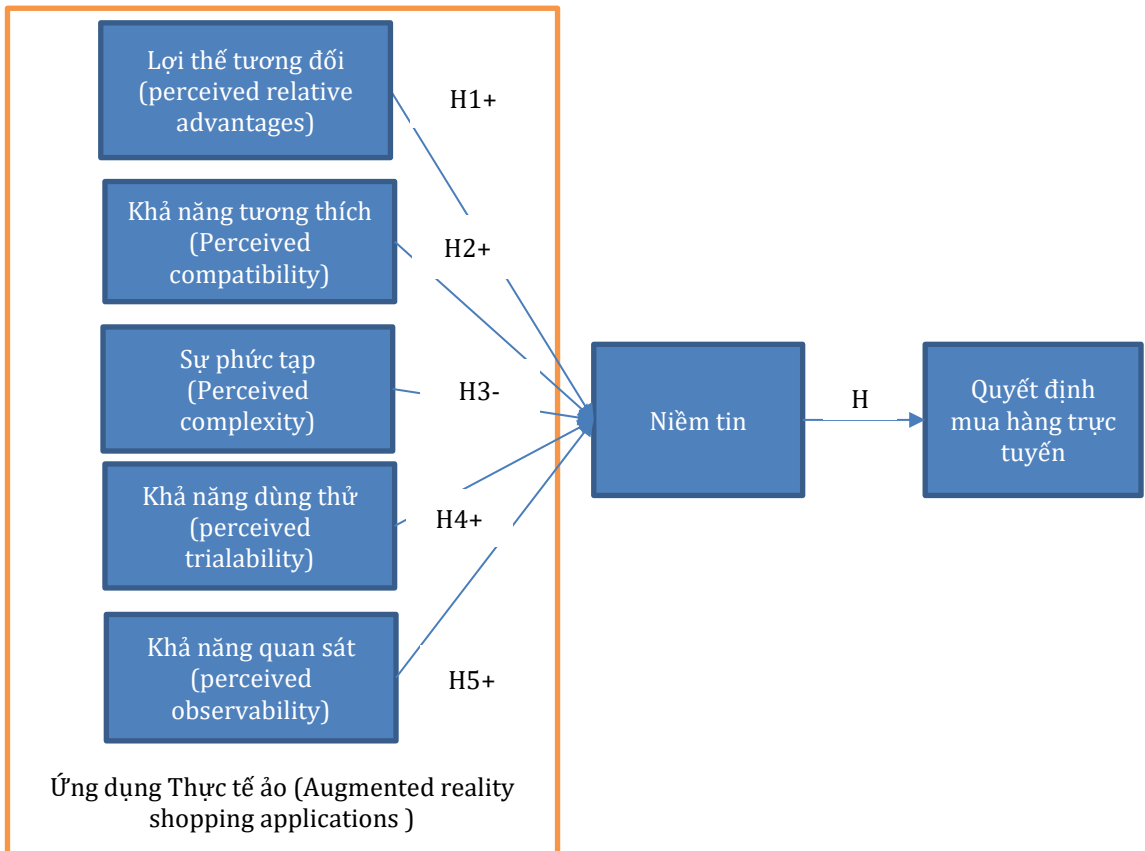 Lợi thế tương đối
(perceived relative
advantages)
H1+
Khả năng tương thích
(Perceived
compatibility)
H2+
Sự phức tạp
(Perceived
complexity)
H3-
Khả năng dùng thử
(perceived
trialability)
H4+
Khả năng quan sát
(perceived
observability)
H5+
Niềm tin
H
Quyết định
mua hàng trực
tuyến
Ứng dụng Thực tế ảo (Augmented reality
shopping applications )